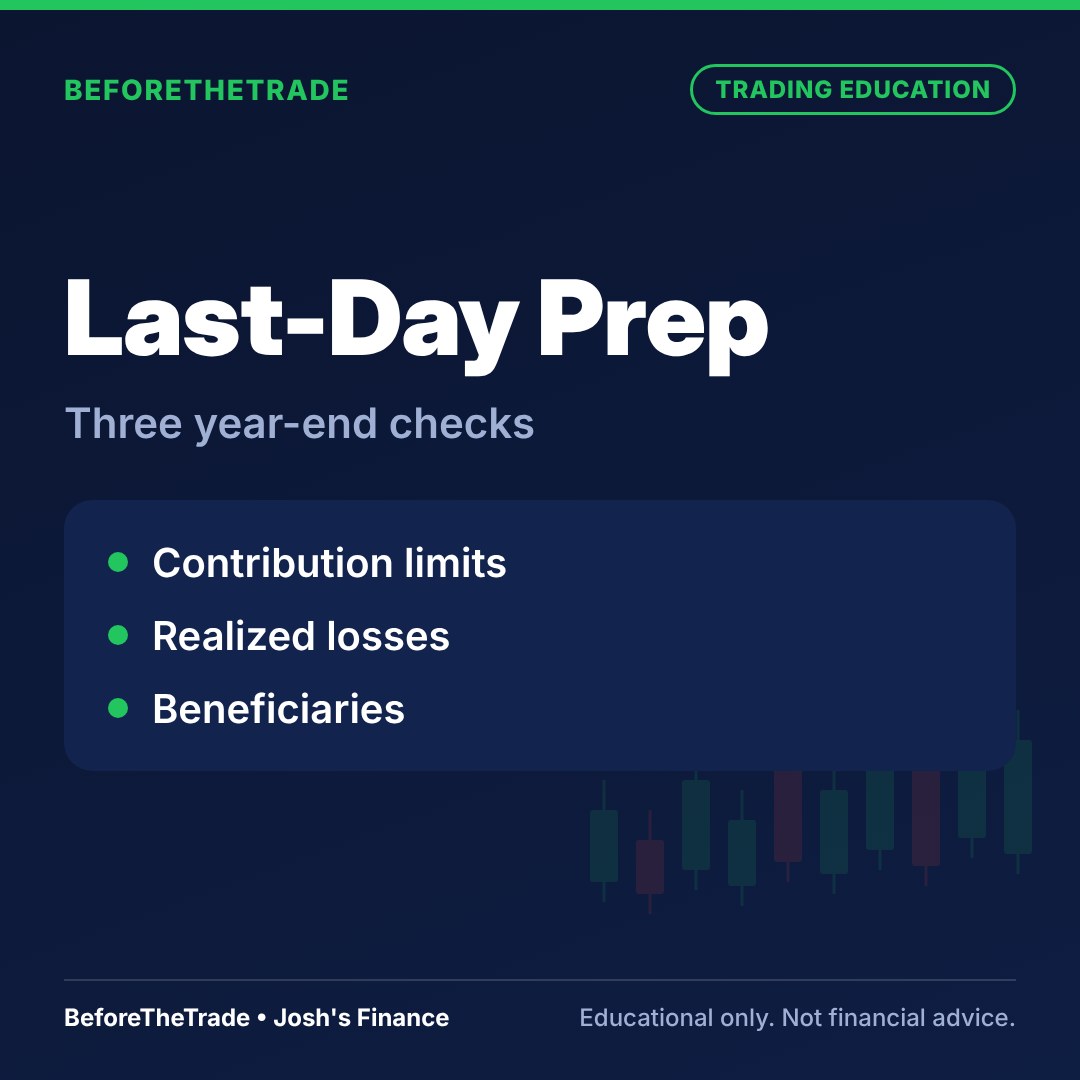 BEFORETHETRADE
TRADING EDUCATION
Last-Day Prep
Three year-end checks
Contribution limits
Realized losses
Beneficiaries
BeforeTheTrade • Josh's Finance
Educational only. Not financial advice.